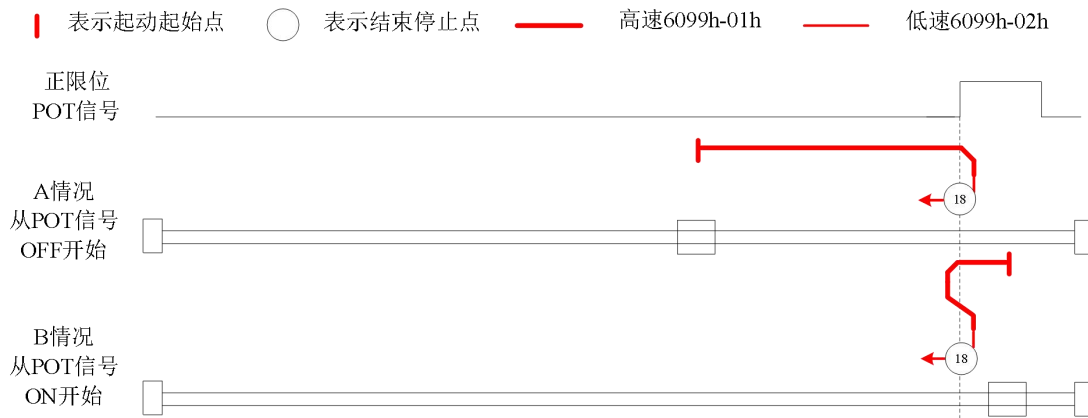 表示起动起始点 表示结束停止点 高速6099h-01h 低速6099h-02h
正限位
POT信号
A情况
从POT信号
OFF开始
18
B情况
从POT信号
ON开始
18